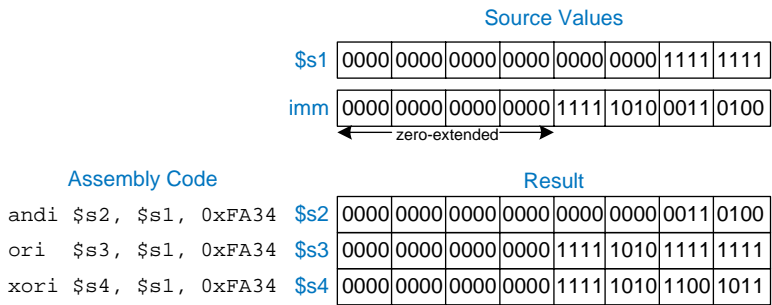 Source Values
$s1 0000 0000 0000 0000 0000 0000 1111 1111
imm 0000 0000 0000 0000 1111 1010 0011 0100
zero-extended
Assembly Code Result
andi $s2, $s1, 0xFA34 $s2 0000 0000 0000 0000 0000 0000 0011 0100
ori $s3, $s1, 0xFA34 $s3 0000 0000 0000 0000 1111 1010 1111 1111
xori $s4, $s1, 0xFA34 $s4 0000 0000 0000 0000 1111 1010 1100 1011